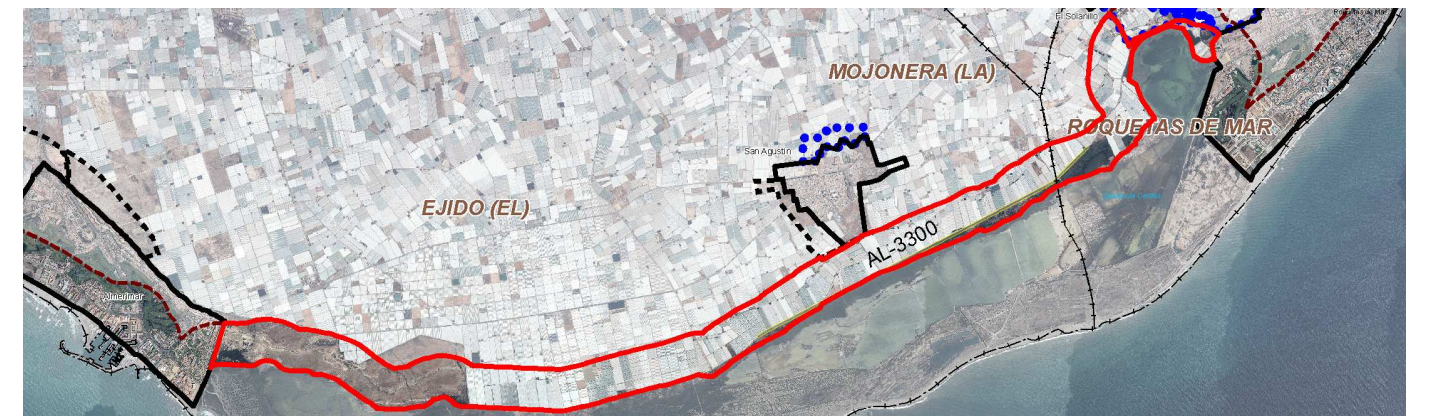 El Solanillo
MOJONERA (LA)
ROQUETAS DE MAR
San Agustín
EJIDO (EL)
AL-3300
Almerimar